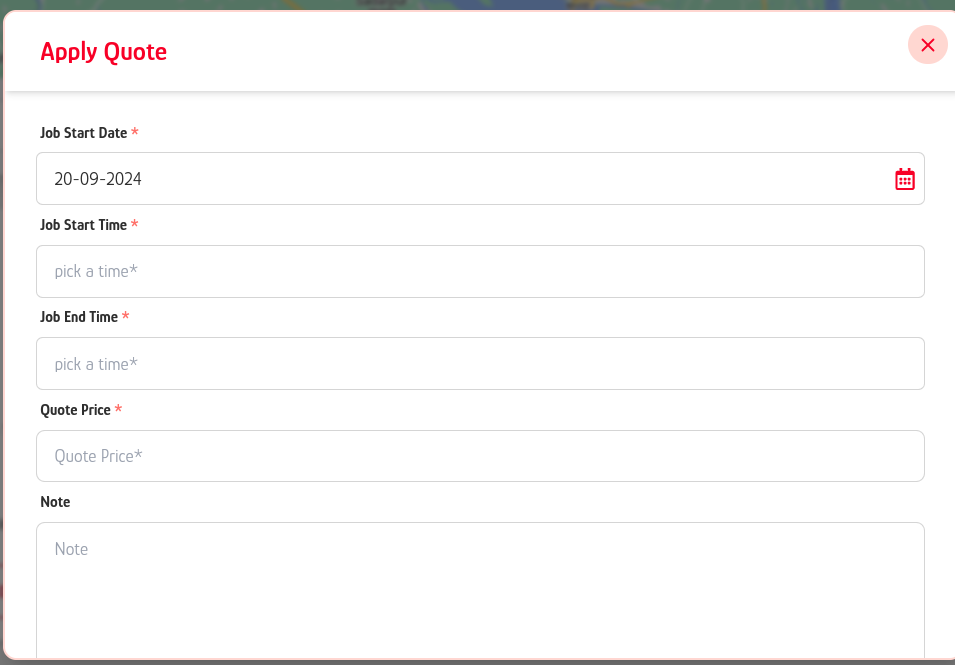 Apply Quote
Job Start Date *
20-09-2024
Job Start Time *
pick a time*
Job End Time *
pick a time*
Quote Price *
Quote Price*
Note
Note